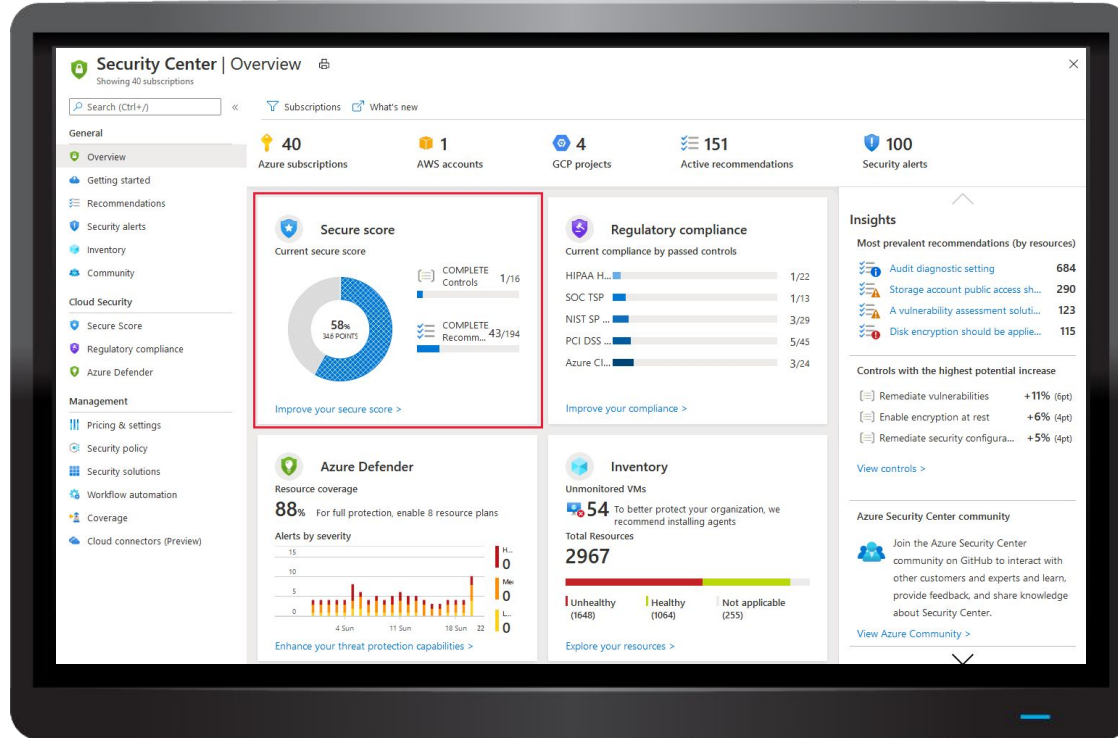 Security Center | Overview
Showing 40 subscriptions
Search (Ctrl+/)
«
Subscriptions
What's new
General
Overview
Getting started
Recommendations
Security alerts
Inventory
Community
Cloud Security
Secure Score
Regulatory compliance
Azure Defender
Management
Pricing & settings
Security policy
Security solutions
Workflow automation
Coverage
Cloud connectors (Preview)
40
Azure subscriptions
1
AWS accounts
4
GCP projects
151
Active recommendations
100
Security alerts
Secure score
Current secure score
58%
346 POINTS
COMPLETE
Controls 1/16
COMPLETE
Recomm... 43/194
Improve your secure score >
Regulatory compliance
Current compliance by passed controls
HIPAA H... 1/22
SOC TSP 1/13
NIST SP ... 3/29
PCI DSS ... 5/45
Azure CI... 3/24
Improve your compliance >
Azure Defender
Resource coverage
88% For full protection, enable 8 resource plans
Alerts by severity
15
10
5
0
4 Sun 11 Sun 18 Sun 22
H...
0
Me
0
L...
0
Enhance your threat protection capabilities >
Inventory
Unmonitored VMs
54 To better protect your organization, we
recommend installing agents
Total Resources
2967
Unhealthy
(1648)
Healthy
(1064)
Not applicable
(255)
Explore your resources >
Insights
Most prevalent recommendations (by resources)
Audit diagnostic setting 684
Storage account public access sh... 290
A vulnerability assessment soluti... 123
Disk encryption should be applie... 115
Controls with the highest potential increase
Remediate vulnerabilities +11% (6pt)
Enable encryption at rest +6% (4pt)
Remediate security configura... +5% (4pt)
View controls >
Azure Security Center community
Join the Azure Security Center
community on GitHub to interact with
other customers and experts and learn,
provide feedback, and share knowledge
about Security Center.
View Azure Community >